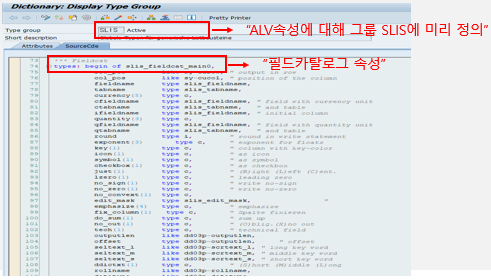 Dictionary: Display Type Group
Pretty Printer
Type group SLIS Active
"ALV속성에 대해 그룹 SLIS에 미리 정의"
Short description
Attributes SourceCde
73 *** Fieldcat
74 types: begin of slis_fieldcat_main0,
"필드카탈로그 속성"
75 " output in row
76 col_pos like sy-cucol, " position of the column
77 fieldname type slis_fieldname,
78 tabname type slis_tabname,
79 currency(5) type c,
80 cfieldname type slis_fieldname, " field with currency unit
81 ctabname type slis_tabname, " and table
82 ifieldname type slis_fieldname, " initial column
83 quantity(3) type c,
84 qfieldname type slis_fieldname, " field with quantity unit
85 qtabname type slis_tabname, " and table
86 round type i, " round in write statement
87 exponent(3) type c, " exponent for floats
88 key(1) type c, " column with key-color
89 icon(1) type c, " as icon
90 symbol(1) type c, " as symbol
91 checkbox(1) type c, " as checkbox
92 just(1) type c, " (R)ight (L)eft (C)ent.
93 lzero(1) type c, " leading zero
94 no_sign(1) type c, " write no-sign
95 no_zero(1) type c, " write no-zero
96 no_convext(1) type c,
97 edit_mask type slis_edit_mask, "
98 emphasize(4) type c, " emphasize
99 fix_column(1) type c, " Spalte fixieren
100 do_sum(1) type c, " sum up
101 no_out(1) type c, " (O)blig.(X)no out
102 tech(1) type c, " technical field
103 outputlen like dd03p-outputlen,
104 offset type dd03p-outputlen, " offset
105 seltext_l like dd03p-scrtext_l, " long key word
106 seltext_m like dd03p-scrtext_m, " middle key word
107 seltext_s like dd03p-scrtext_s, " short key word
108 ddictxt(1) type c, " (S)hort (M)iddle (L)ong
109 rollname like dd03p-rollname,